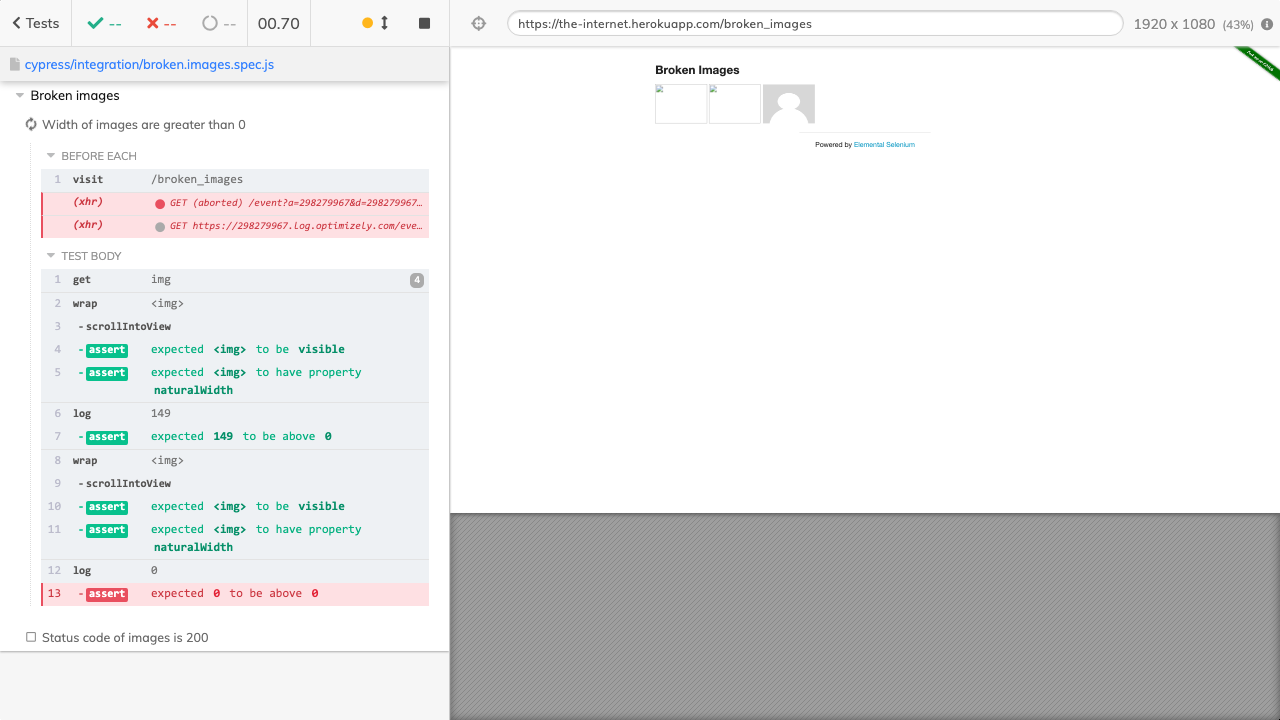 Tests
--
--
--
00.70
https://the-internet.herokuapp.com/broken_images
1920 x 1080 (43%)
cypress/integration/broken.images.spec.js
Broken images
Width of images are greater than 0
BEFORE EACH
1 visit /broken_images
(xhr) GET (aborted) /event?a=298279967&d=298279967…
(xhr) GET https://298279967.log.optimizely.com/eve…
TEST BODY
1 get img 4
2 wrap <img>
3 -scrollIntoView
4 -assert expected <img> to be visible
5 -assert expected <img> to have property
naturalWidth
6 log 149
7 -assert expected 149 to be above 0
8 wrap <img>
9 -scrollIntoView
10 -assert expected <img> to be visible
11 -assert expected <img> to have property
naturalWidth
12 log 0
13 -assert expected 0 to be above 0
Status code of images is 200
Broken Images
Powered by Elemental Selenium